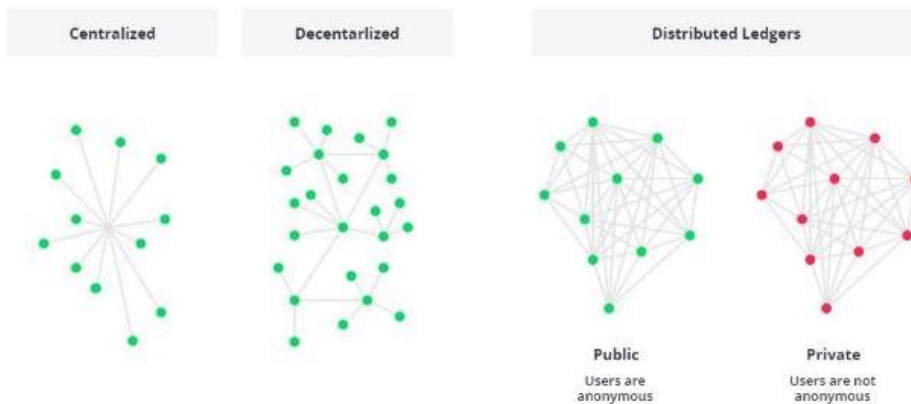 Centralized
Decentarlized
Distributed Ledgers
Public
Users are
anonymous
Private
Users are not
anonymous